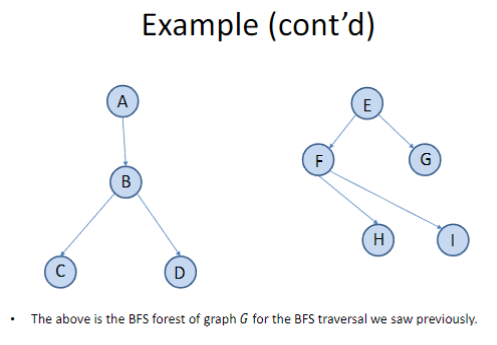 Example (cont’d)
A
E
F
G
B
H
I
C
D
• The above is the BFS forest of graph G for the BFS traversal we saw previously.